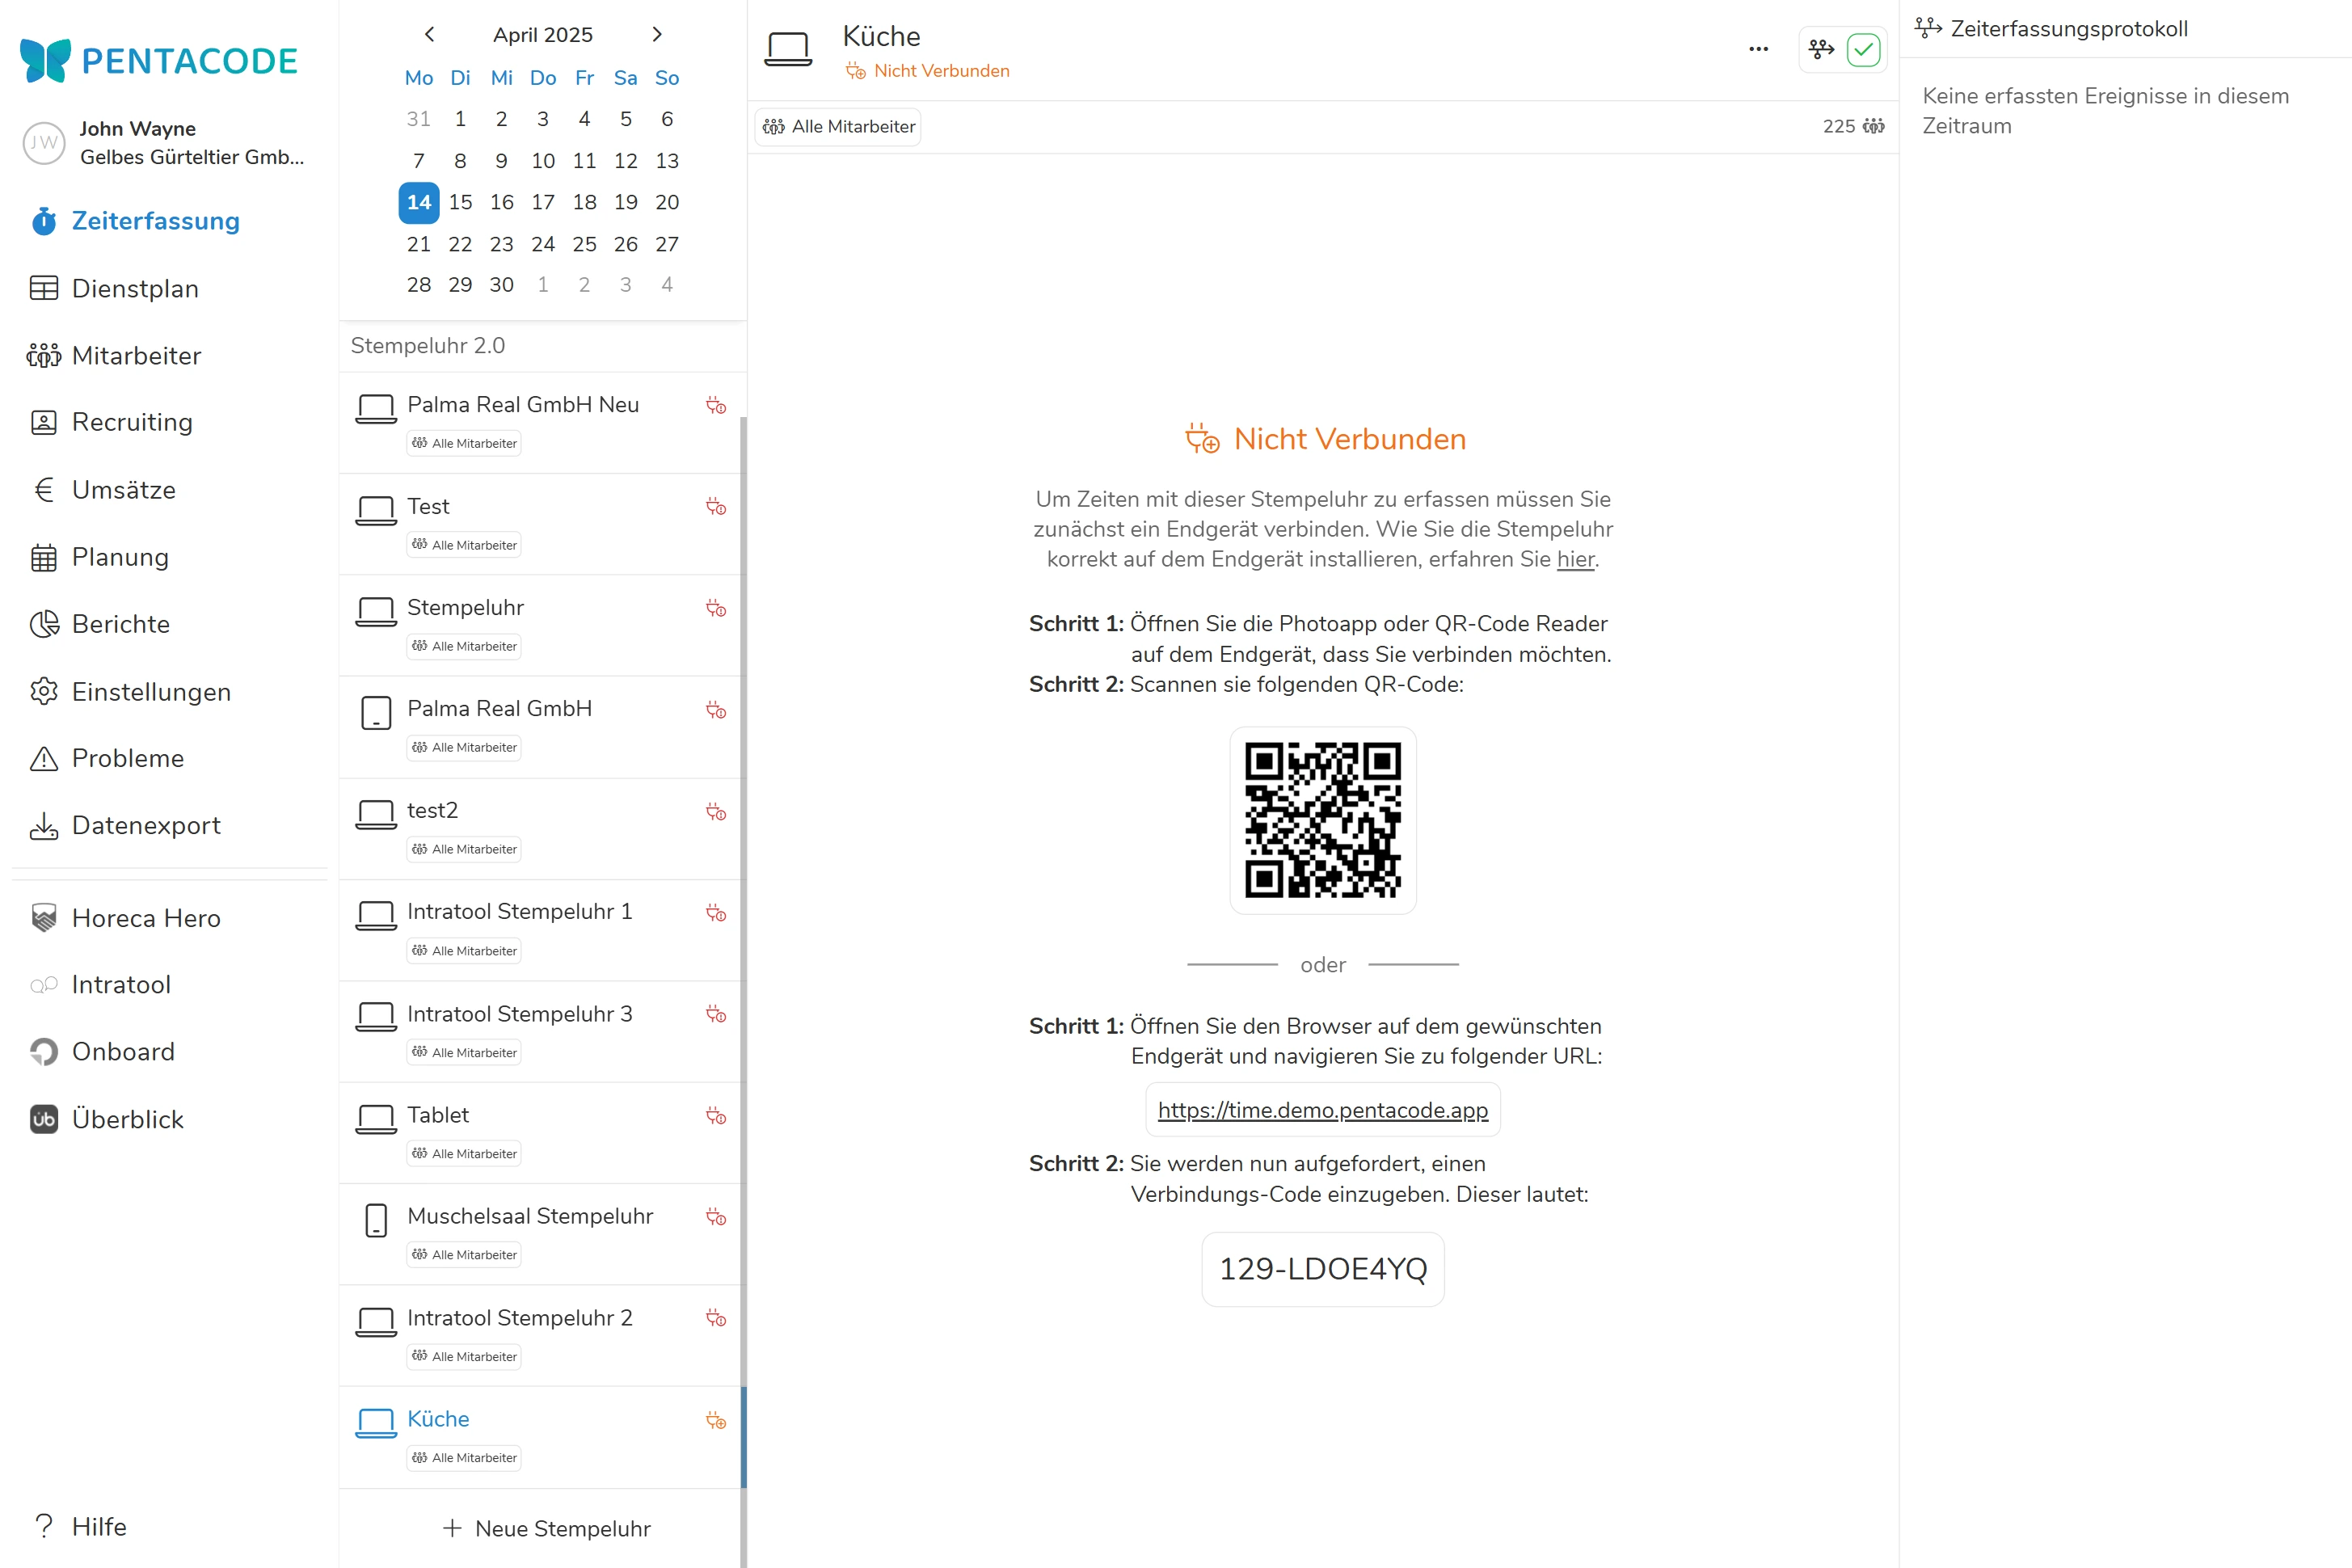 PENTACODE
JW
John Wayne
Gelbes Gürteltier Gmb...
Zeiterfassung
Dienstplan
Mitarbeiter
Recruiting
Umsätze
Planung
Berichte
Einstellungen
Probleme
Datenexport
Horeca Hero
Intratool
Onboard
üb Überblick
Hilfe
April 2025
Mo Di Mi Do Fr Sa So
31 1 2 3 4 5 6
7 8 9 10 11 12 13
14 15 16 17 18 19 20
21 22 23 24 25 26 27
28 29 30 1 2 3 4
Stempeluhr 2.0
Palma Real GmbH Neu
Alle Mitarbeiter
Test
Alle Mitarbeiter
Stempeluhr
Alle Mitarbeiter
Palma Real GmbH
Alle Mitarbeiter
test2
Alle Mitarbeiter
Intratool Stempeluhr 1
Alle Mitarbeiter
Intratool Stempeluhr 3
Alle Mitarbeiter
Tablet
Alle Mitarbeiter
Muschelsaal Stempeluhr
Alle Mitarbeiter
Intratool Stempeluhr 2
Alle Mitarbeiter
Küche
Alle Mitarbeiter
Neue Stempeluhr
Küche
Nicht Verbunden
Alle Mitarbeiter
225
Nicht Verbunden
Um Zeiten mit dieser Stempeluhr zu erfassen müssen Sie
zunächst ein Endgerät verbinden. Wie Sie die Stempeluhr
korrekt auf dem Endgerät installieren, erfahren Sie hier.
Schritt 1: Öffnen Sie die Photoapp oder QR-Code Reader
auf dem Endgerät, dass Sie verbinden möchten.
Schritt 2: Scannen sie folgenden QR-Code:
oder
Schritt 1: Öffnen Sie den Browser auf dem gewünschten
Endgerät und navigieren Sie zu folgender URL:
https://time.demo.pentacode.app
Schritt 2: Sie werden nun aufgefordert, einen
Verbindungs-Code einzugeben. Dieser lautet:
129-LDOE4YQ
Zeiterfassungsprotokoll
Keine erfassten Ereignisse in diesem
Zeitraum